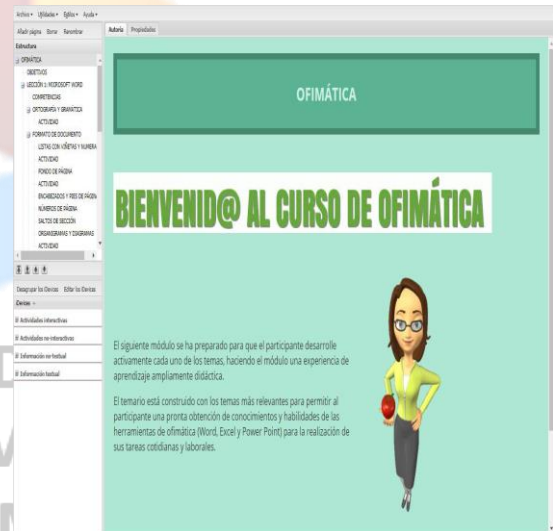 Archivo Utilidades Estilos Ayuda
Añadir página Borrar Renombrar
Autoría Propiedades
Estructura
OFIMÁTICA
OBJETIVOS
LECCIÓN 1: MICROSOFT WORD
COMPETENCIAS
ORTOGRAFÍA Y GRAMÁTICA
ACTIVIDAD
FORMATO DE DOCUMENTO
LISTAS CON VIÑETAS Y NUMERA
ACTIVIDAD
FONDO DE PÁGINA
ACTIVIDAD
ENCABEZADOS Y PIES DE PÁGIN
NÚMEROS DE PÁGINA
SALTOS DE SECCIÓN
ORGANIGRAMAS Y DIAGRAMAS
ACTIVIDAD
Desagrupar los iDevices Editar los iDevices
iDevices
Actividades interactivas
Actividades no interactivas
Información no textual
Información textual
OFIMÁTICA
BIENVENID@ AL CURSO DE OFIMÁTICA
El siguiente módulo se ha preparado para que el participante desarrolle
activamente cada uno de los temas, haciendo el módulo una experiencia de
aprendizaje ampliamente didáctica.
El temario está construido con los temas más relevantes para permitir al
participante una pronta obtención de conocimientos y habilidades de las
herramientas de ofimática (Word, Excel y Power Point) para la realización de
sus tareas cotidianas y laborales.